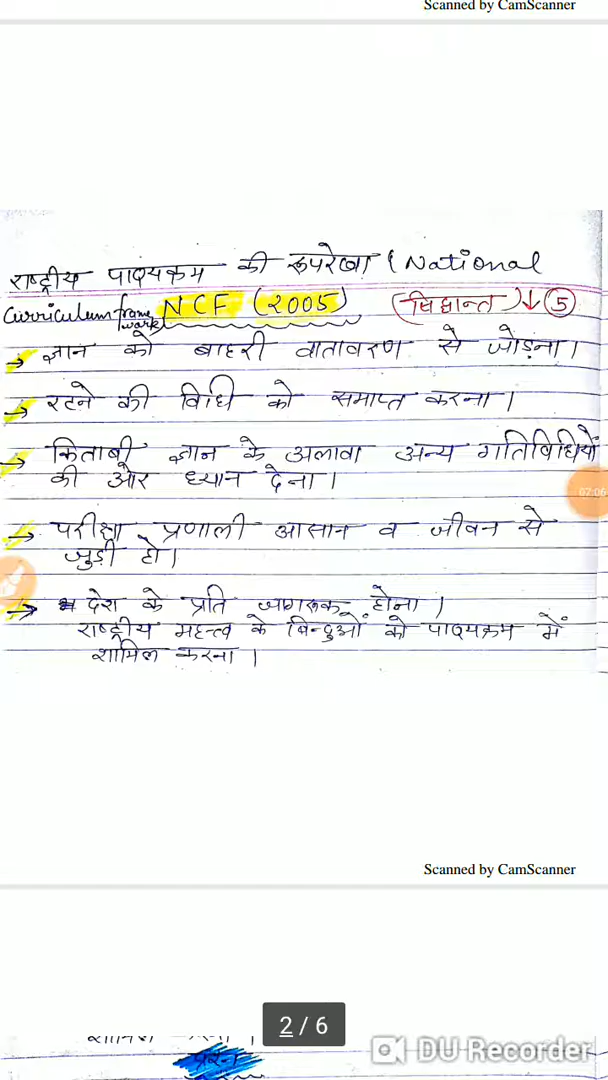 Scanned by CamScanner
राष्ट्रीय पाठ्यक्रम की रूपरेखा ( National
Curriculum frame work) NCF (2005) (सिद्धान्त) ↓ 5
→ ज्ञान को बाहरी वातावरण से जोड़ना।
→ रटने की विधि को समाप्त करना।
→ किताबी ज्ञान के अलावा अन्य गतिविधियों
की ओर ध्यान देना।
07:06
→ परीक्षा प्रणाली आसान व जीवन से
जुड़ी हो।
→ देश के प्रति जागरूक होना।
राष्ट्रीय महत्त्व के बिन्दुओं को पाठ्यक्रम में
शामिल करना।
Scanned by CamScanner
2 / 6
DU Recorder